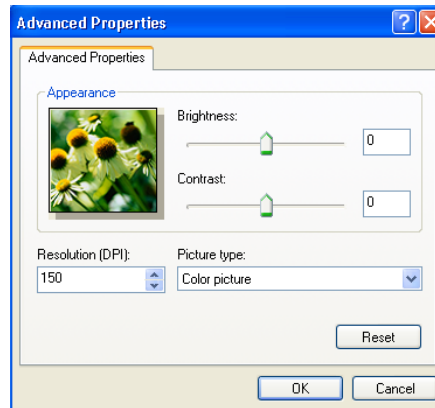 Advanced Properties
Advanced Properties
Appearance
Brightness:
0
Contrast:
0
Resolution (DPI):
Picture type:
150
Color picture
Reset
OK
Cancel